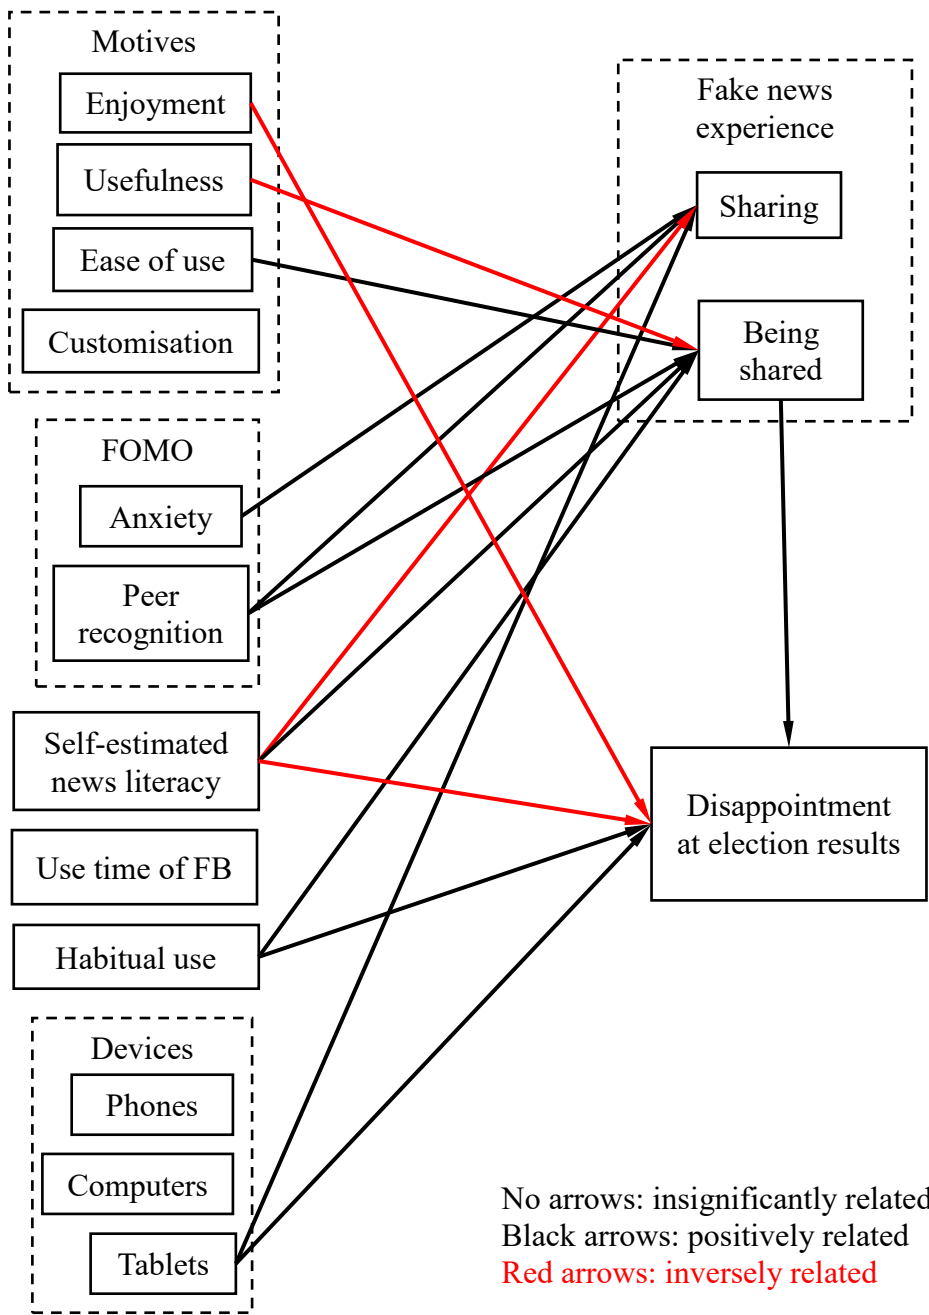 Motives
Enjoyment
Usefulness
Ease of use
Customisation
FOMO
Anxiety
Peer
recognition
Self-estimated
news literacy
Use time of FB
Habitual use
Devices
Phones
Computers
Tablets
Fake news
experience
Sharing
Being
shared
Disappointment
at election results
No arrows: insignificantly related
Black arrows: positively related
Red arrows: inversely related